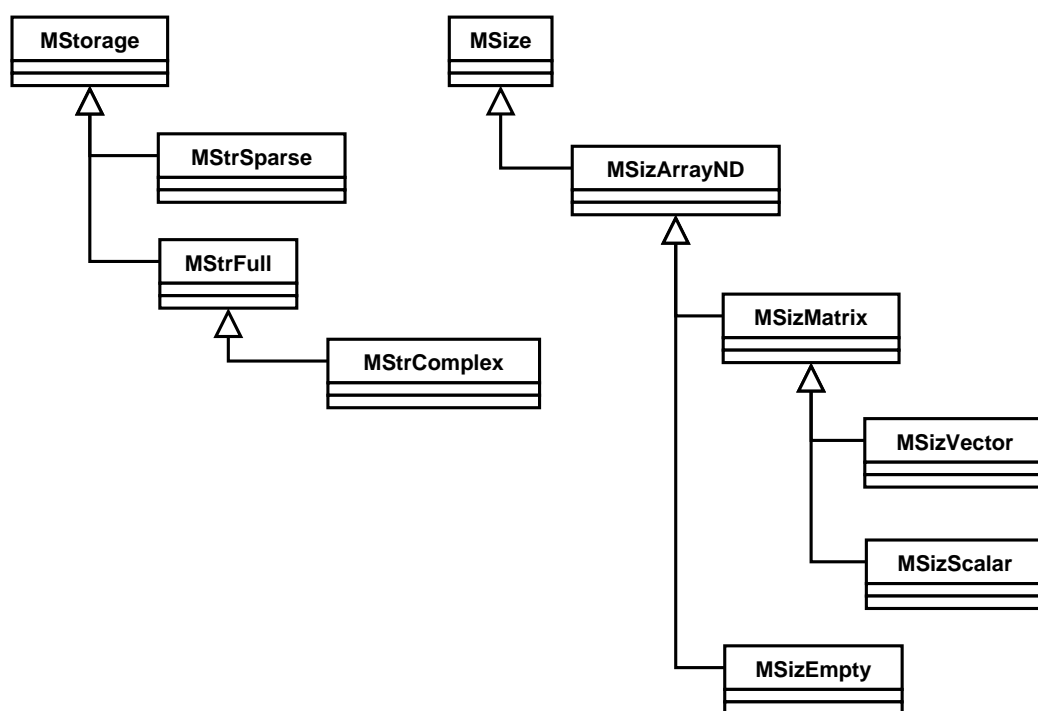 MStorage
MSize
MStrSparse
MSizArrayND
MStrFull
MSizMatrix
MStrComplex
MSizVector
MSizScalar
MSizEmpty